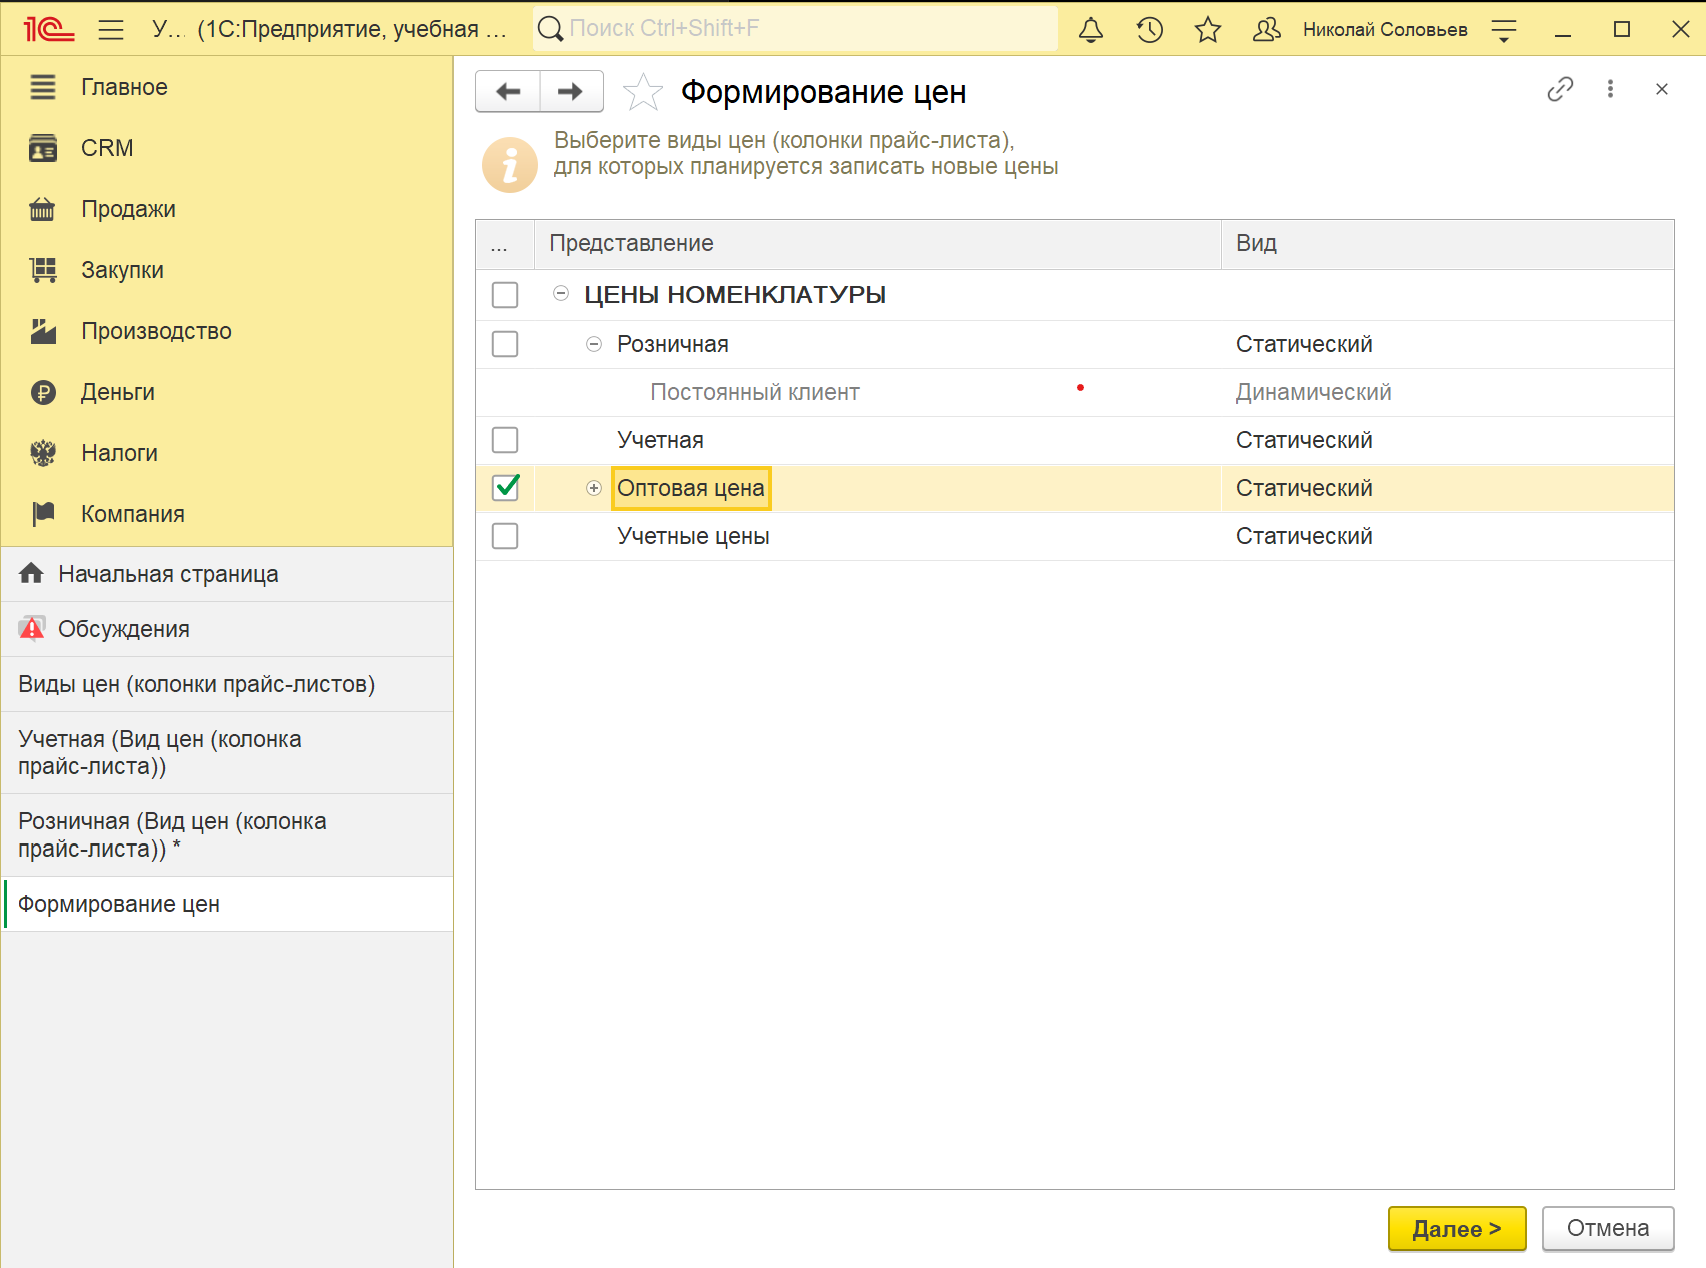 1С У... (1С:Предприятие, учебная ... Поиск Ctrl+Shift+F Николай Соловьев
Главное
CRM
Продажи
Закупки
Производство
Деньги
Налоги
Компания
Начальная страница
Обсуждения
Виды цен (колонки прайс-листов)
Учетная (Вид цен (колонка
прайс-листа))
Розничная (Вид цен (колонка
прайс-листа)) *
Формирование цен
Формирование цен
Выберите виды цен (колонки прайс-листа),
для которых планируется записать новые цены
... Представление Вид
ЦЕНЫ НОМЕНКЛАТУРЫ
Розничная Статический
Постоянный клиент Динамический
Учетная Статический
Оптовая цена Статический
Учетные цены Статический
Далее > Отмена